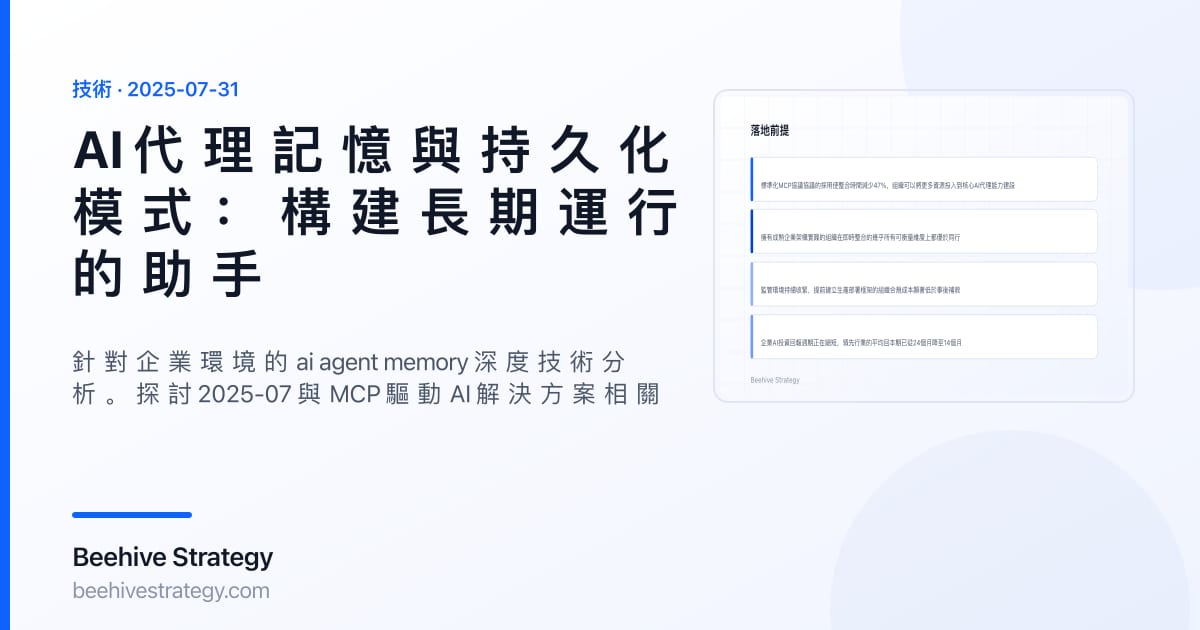 技術 · 2025-07-31
AI代理記憶與持久化
模式：構建長期運行
的助手
針對企業環境的 ai agent memory 深度技術分
析。探討 2025-07 與 MCP 驅動 AI 解決方案相關
Beehive Strategy
beehivestrategy.com
落地前提
標準化MCP協議協議的採用使整合時間減少47%，組織可以將更多資源投入到核心AI代理能力建設
擁有成熟企業架構實踐的組織在即時整合的幾乎所有可衡量維度上都優於同行
監管環境持續收緊，提前建立生產部署框架的組織合規成本顯著低於事後補救
企業AI投資回報週期正在縮短，領先行業的平均回本期已從24個月降至14個月
Beehive Strategy